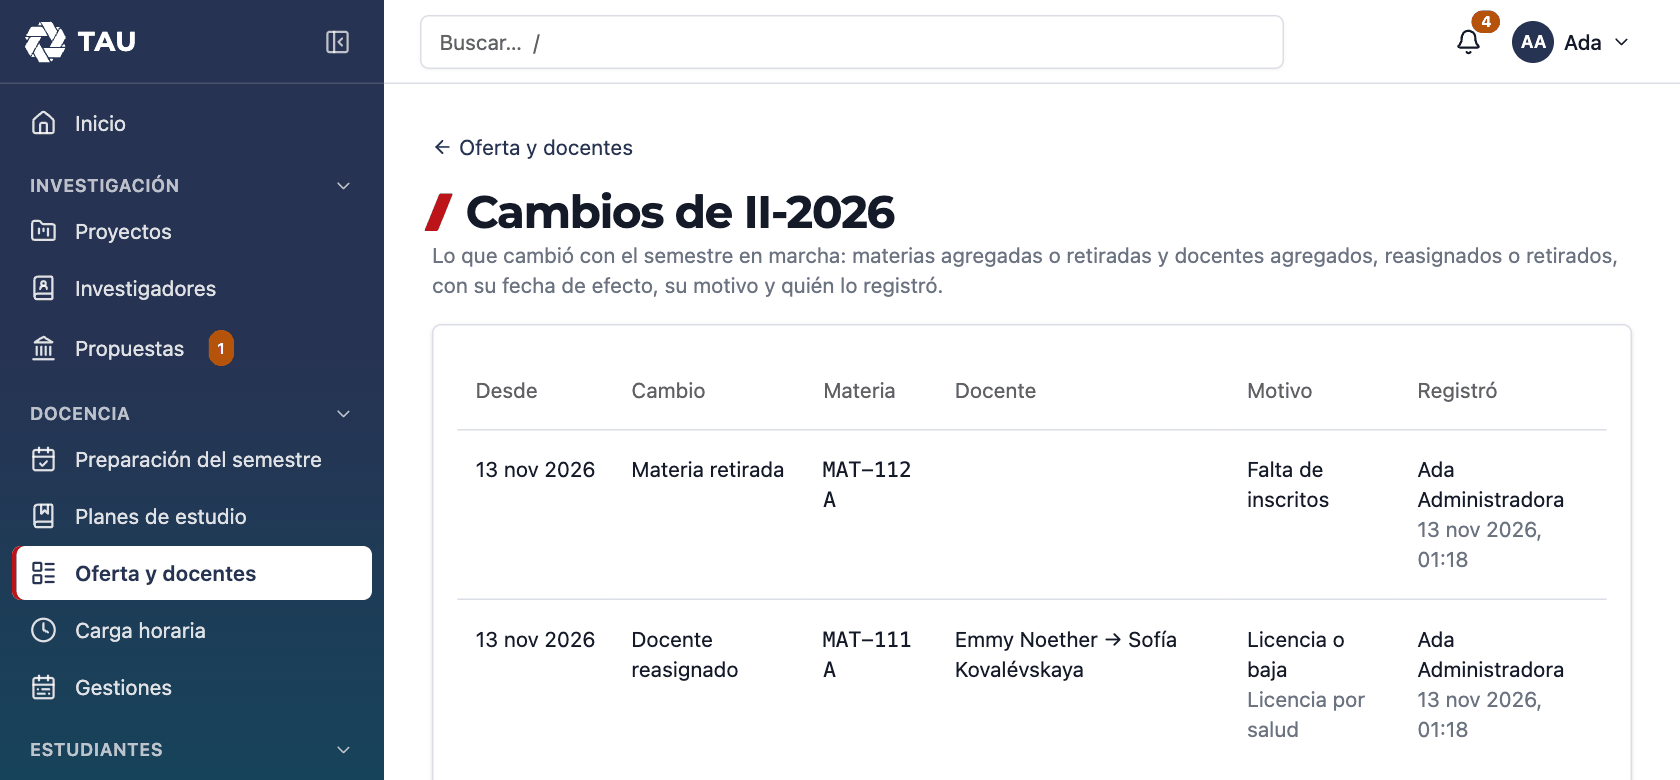 TAU
Buscar... /
4
AA
Ada
Inicio
INVESTIGACIÓN
Proyectos
Investigadores
Propuestas
1
DOCENCIA
Preparación del semestre
Planes de estudio
Oferta y docentes
Carga horaria
Gestiones
ESTUDIANTES
← Oferta y docentes
Cambios de II-2026
Lo que cambió con el semestre en marcha: materias agregadas o retiradas y docentes agregados, reasignados o retirados,
con su fecha de efecto, su motivo y quién lo registró.
Desde Cambio Materia Docente Motivo Registró
13 nov 2026 Materia retirada MAT-112 Falta de Ada
A inscritos Administradora
13 nov 2026,
01:18
13 nov 2026 Docente MAT-111 Emmy Noether → Sofía Licencia o Ada
reasignado A Kovalévskaya baja Administradora
Licencia por 13 nov 2026,
salud 01:18